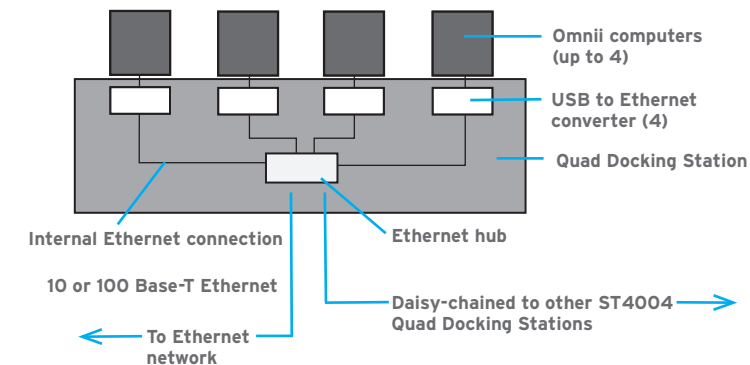 Omnii computers
(up to 4)
USB to Ethernet
converter (4)
Quad Docking Station
Internal Ethernet connection
Ethernet hub
10 or 100 Base-T Ethernet
Daisy-chained to other ST4004
Quad Docking Stations
To Ethernet
network